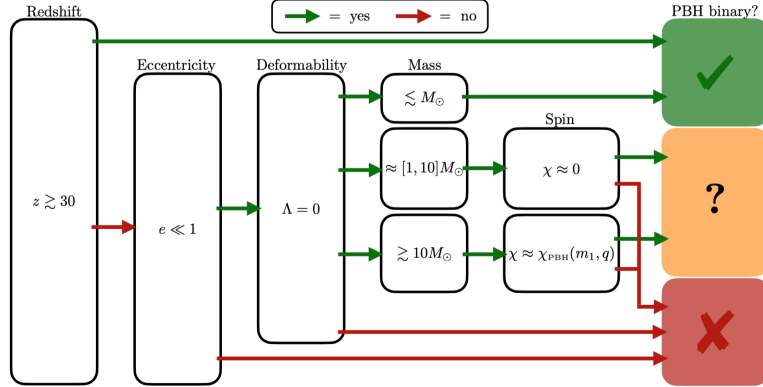 = yes = no
Redshift
PBH binary?
Eccentricity
Deformability
Mass
≲ M⊙
Spin
≈ [1, 10]M⊙
χ ≈ 0
z ≳ 30
Λ = 0
?
e ≪ 1
≳ 10M⊙
χ ≈ χPBH(m1, q)